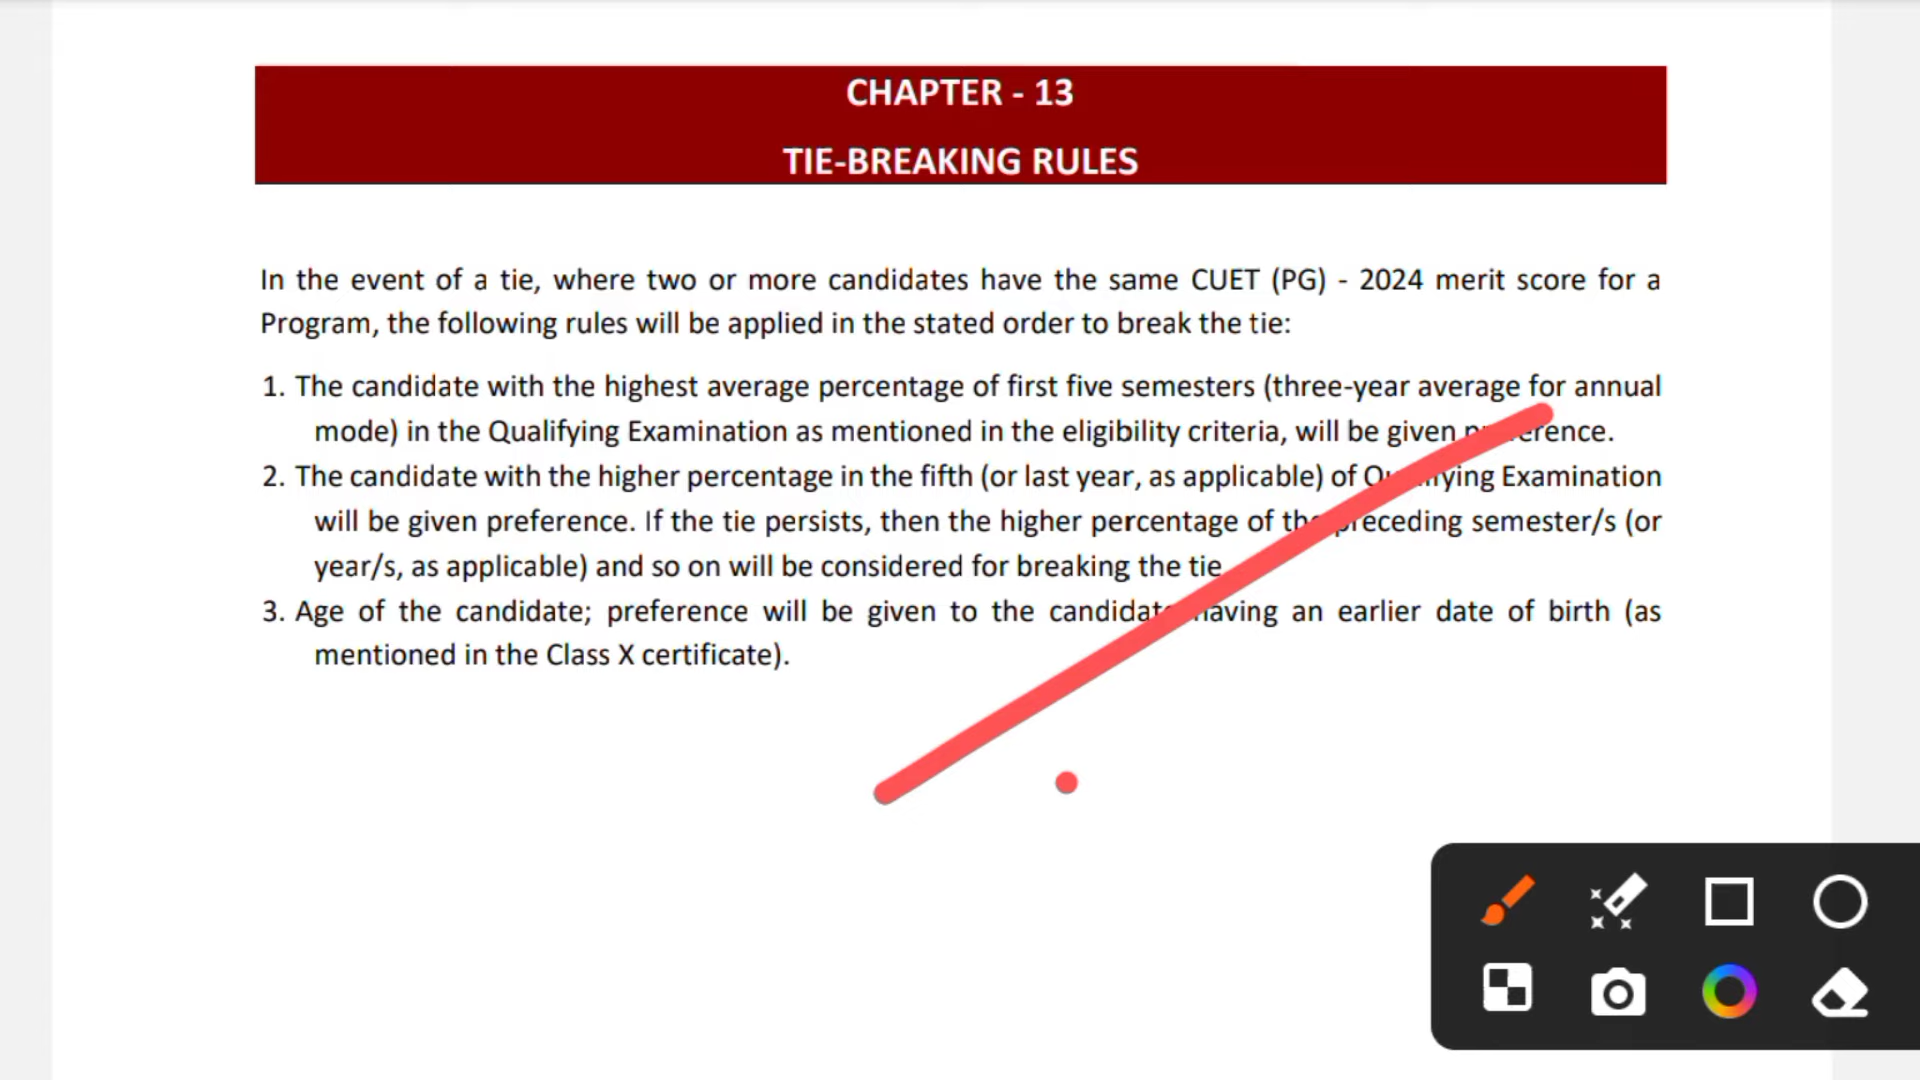 CHAPTER - 13
TIE-BREAKING RULES
In the event of a tie, where two or more candidates have the same CUET (PG) - 2024 merit score for a
Program, the following rules will be applied in the stated order to break the tie:
1. The candidate with the highest average percentage of first five semesters (three-year average for annual
mode) in the Qualifying Examination as mentioned in the eligibility criteria, will be given preference.
2. The candidate with the higher percentage in the fifth (or last year, as applicable) of Qualifying Examination
will be given preference. If the tie persists, then the higher percentage of the preceding semester/s (or
year/s, as applicable) and so on will be considered for breaking the tie
3. Age of the candidate; preference will be given to the candidate having an earlier date of birth (as
mentioned in the Class X certificate).